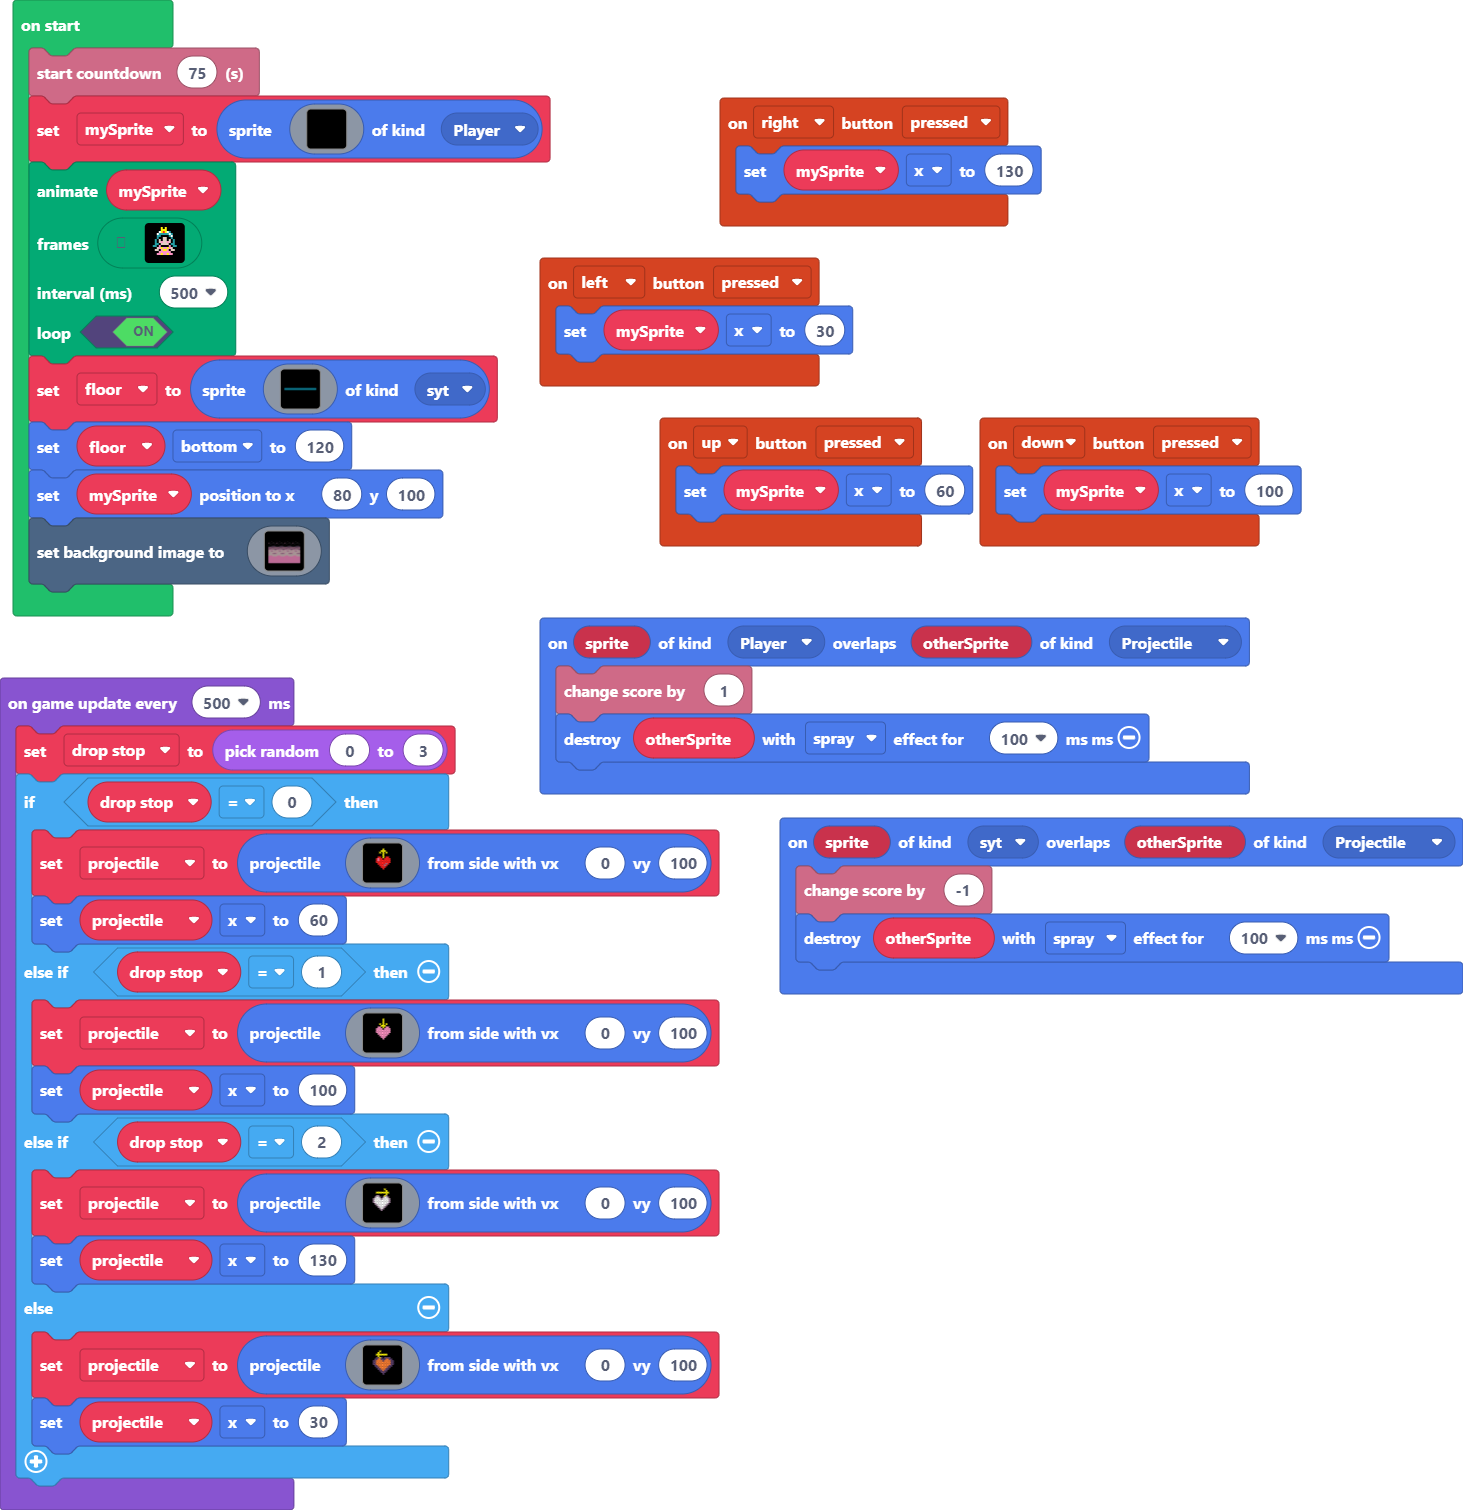 on start
start countdown 75 (s)
set mySprite to sprite of kind Player
animate mySprite
frames
interval (ms) 500
loop ON
set floor to sprite of kind syt
set floor bottom to 120
set mySprite position to x 80 y 100
set background image to
on right button pressed
set mySprite x to 130
on left button pressed
set mySprite x to 30
on up button pressed
set mySprite x to 60
on down button pressed
set mySprite x to 100
on sprite of kind Player overlaps otherSprite of kind Projectile
change score by 1
destroy otherSprite with spray effect for 100 ms ms
on sprite of kind syt overlaps otherSprite of kind Projectile
change score by -1
destroy otherSprite with spray effect for 100 ms ms
on game update every 500 ms
set drop stop to pick random 0 to 3
if drop stop = 0 then
set projectile to projectile from side with vx 0 vy 100
set projectile x to 60
else if drop stop = 1 then
set projectile to projectile from side with vx 0 vy 100
set projectile x to 100
else if drop stop = 2 then
set projectile to projectile from side with vx 0 vy 100
set projectile x to 130
else
set projectile to projectile from side with vx 0 vy 100
set projectile x to 30